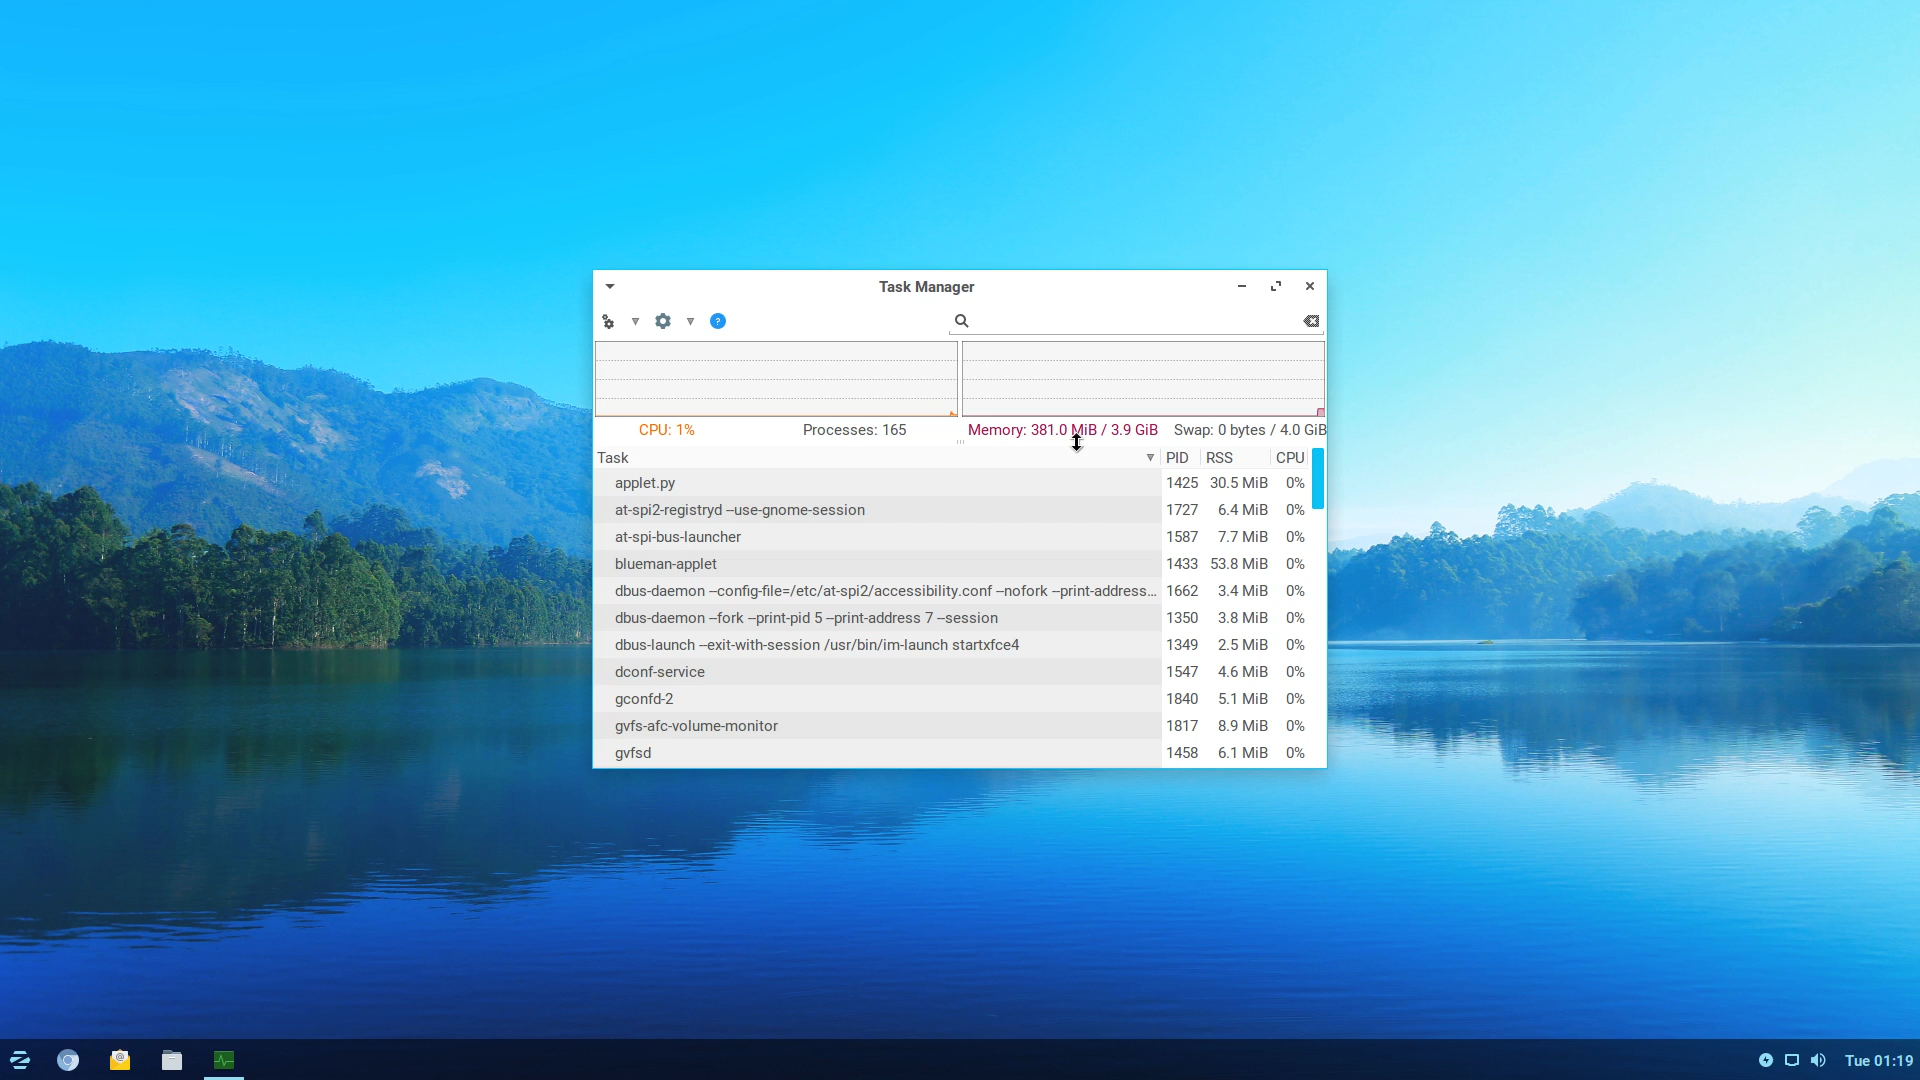 Task Manager
CPU: 1% Processes: 165 Memory: 381.0 MiB / 3.9 GiB Swap: 0 bytes / 4.0 GiB
Task PID RSS CPU
applet.py 1425 30.5 MiB 0%
at-spi2-registryd --use-gnome-session 1727 6.4 MiB 0%
at-spi-bus-launcher 1587 7.7 MiB 0%
blueman-applet 1433 53.8 MiB 0%
dbus-daemon --config-file=/etc/at-spi2/accessibility.conf --nofork --print-address... 1662 3.4 MiB 0%
dbus-daemon --fork --print-pid 5 --print-address 7 --session 1350 3.8 MiB 0%
dbus-launch --exit-with-session /usr/bin/im-launch startxfce4 1349 2.5 MiB 0%
dconf-service 1547 4.6 MiB 0%
gconfd-2 1840 5.1 MiB 0%
gvfs-afc-volume-monitor 1817 8.9 MiB 0%
gvfsd 1458 6.1 MiB 0%
Tue 01:19